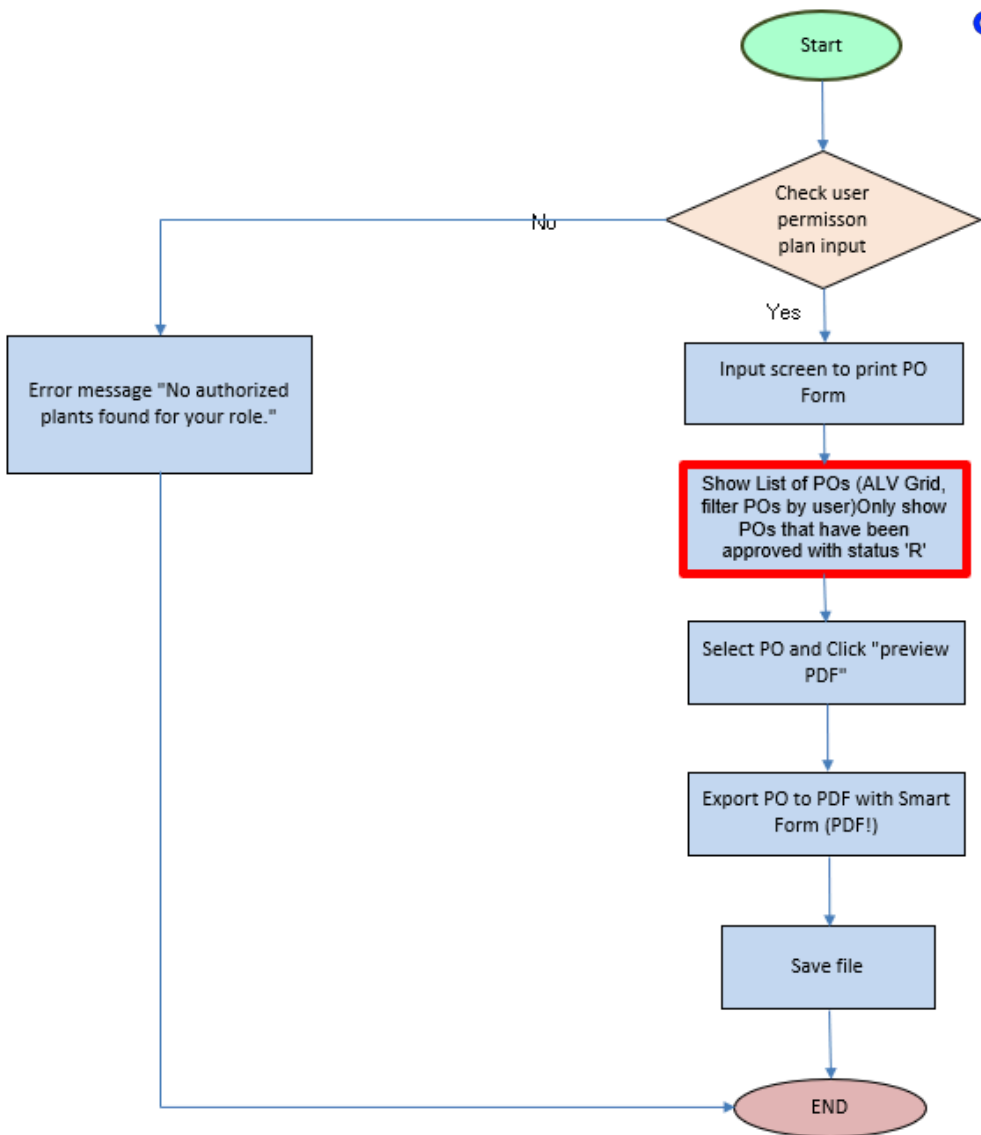 Start
Check user
permisson
plan input
No
Yes
Error message "No authorized
plants found for your role."
Input screen to print PO
Form
Show List of POs (ALV Grid,
filter POs by user)Only show
POs that have been
approved with status 'R'
Select PO and Click "preview
PDF"
Export PO to PDF with Smart
Form (PDF!)
Save file
END